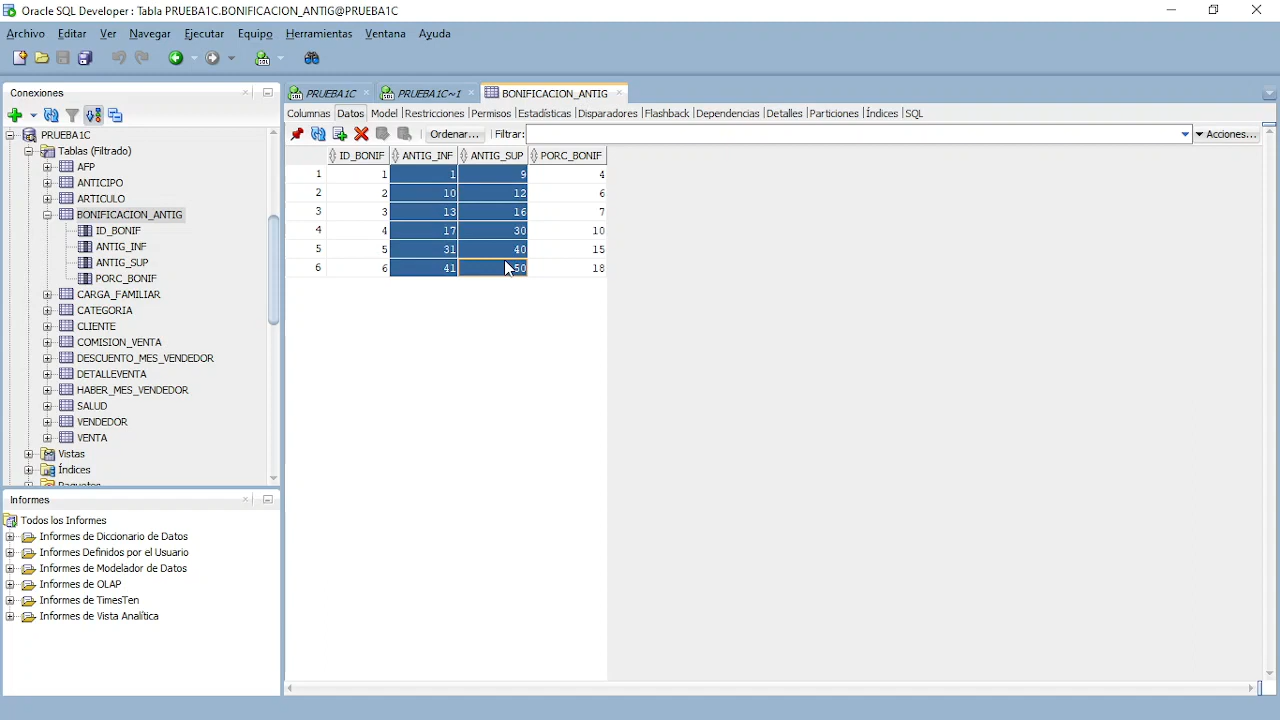 Oracle SQL Developer : Tabla PRUEBA1C.BONIFICACION_ANTIG@PRUEBA1C
Archivo Editar Ver Navegar Ejecutar Equipo Herramientas Ventana Ayuda
Conexiones
PRUEBA1C
Tablas (Filtrado)
AFP
ANTICIPO
ARTICULO
BONIFICACION_ANTIG
ID_BONIF
ANTIG_INF
ANTIG_SUP
PORC_BONIF
CARGA_FAMILIAR
CATEGORIA
CLIENTE
COMISION_VENTA
DESCUENTO_MES_VENDEDOR
DETALLEVENTA
HABER_MES_VENDEDOR
SALUD
VENDEDOR
VENTA
Vistas
Índices
Paquetes
Informes
Todos los Informes
Informes de Diccionario de Datos
Informes Definidos por el Usuario
Informes de Modelador de Datos
Informes de OLAP
Informes de TimesTen
Informes de Vista Analítica
PRUEBA1C PRUEBA1C~1 BONIFICACION_ANTIG
Columnas Datos Model Restricciones Permisos Estadísticas Disparadores Flashback Dependencias Detalles Particiones Índices SQL
Ordenar... Filtrar: Acciones...
ID_BONIF ANTIG_INF ANTIG_SUP PORC_BONIF
1 1 1 9 4
2 2 10 12 6
3 3 13 16 7
4 4 17 30 10
5 5 31 40 15
6 6 41 50 18